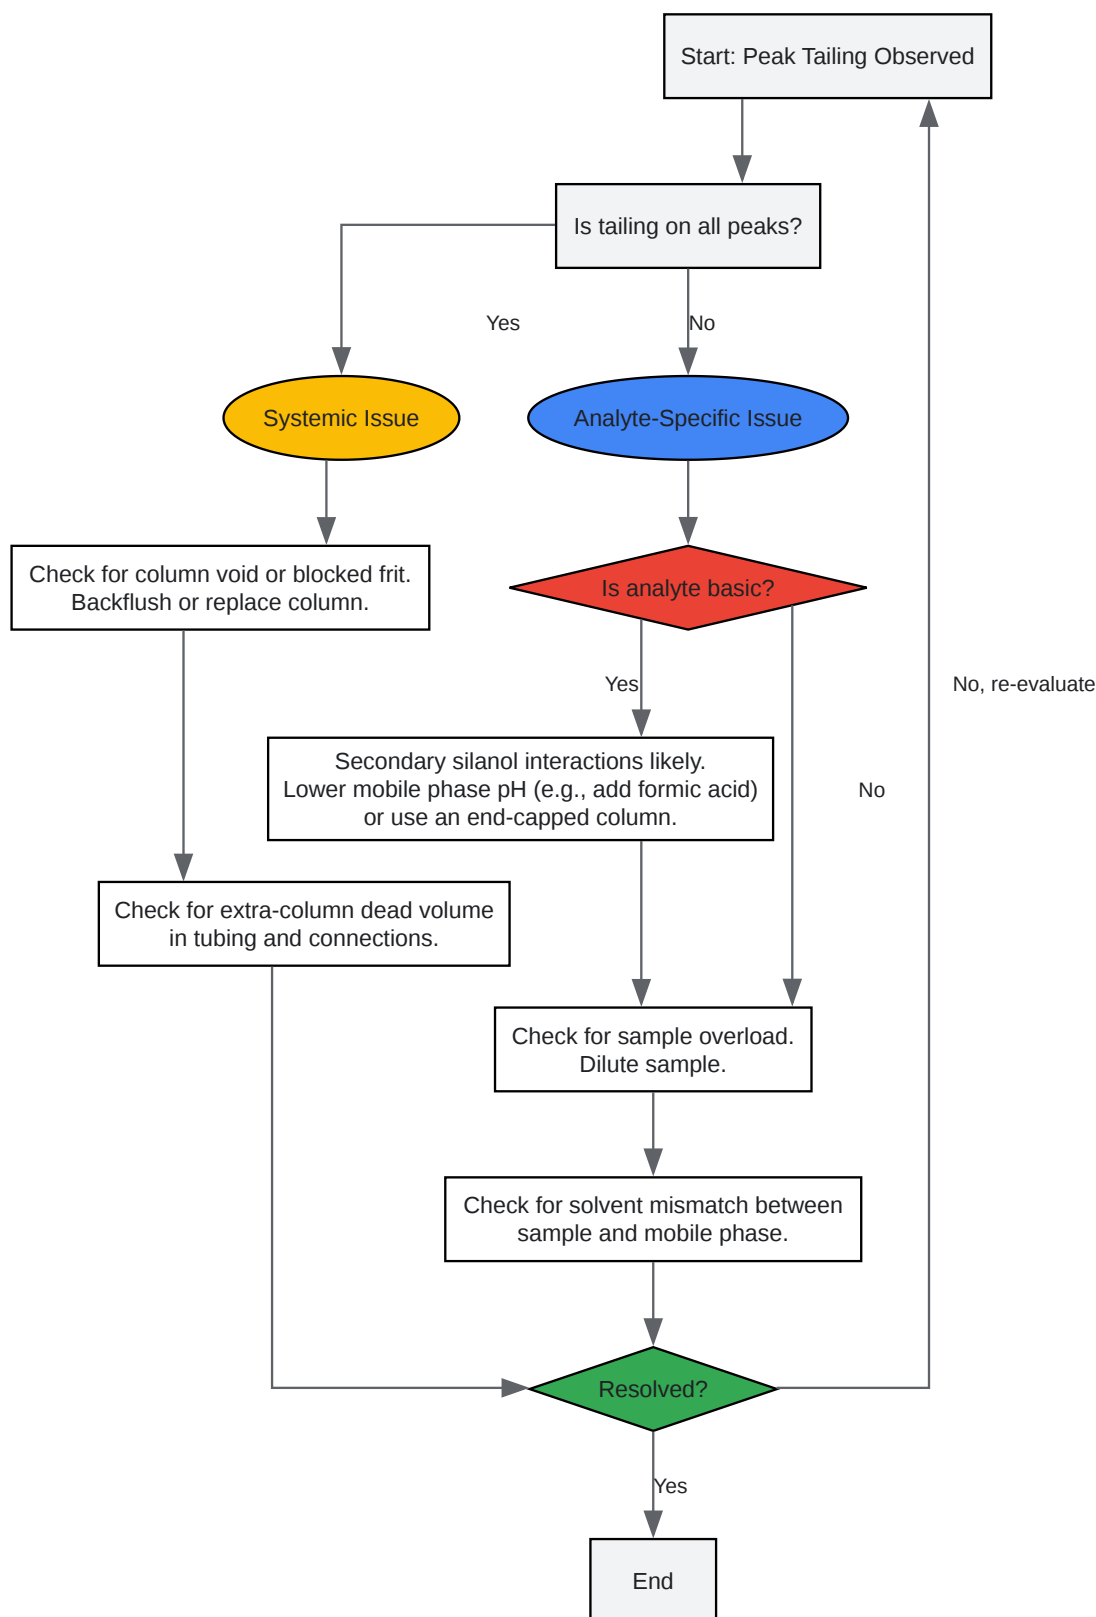 Start: Peak Tailing Observed
Is tailing on all peaks?
Yes
No
Systemic Issue
Analyte-Specific Issue
Check for column void or blocked frit.
Backflush or replace column.
Is analyte basic?
Yes
No, re-evaluate
Secondary silanol interactions likely.
Lower mobile phase pH (e.g., add formic acid)
or use an end-capped column.
No
Check for extra-column dead volume
in tubing and connections.
Check for sample overload.
Dilute sample.
Check for solvent mismatch between
sample and mobile phase.
Resolved?
Yes
End